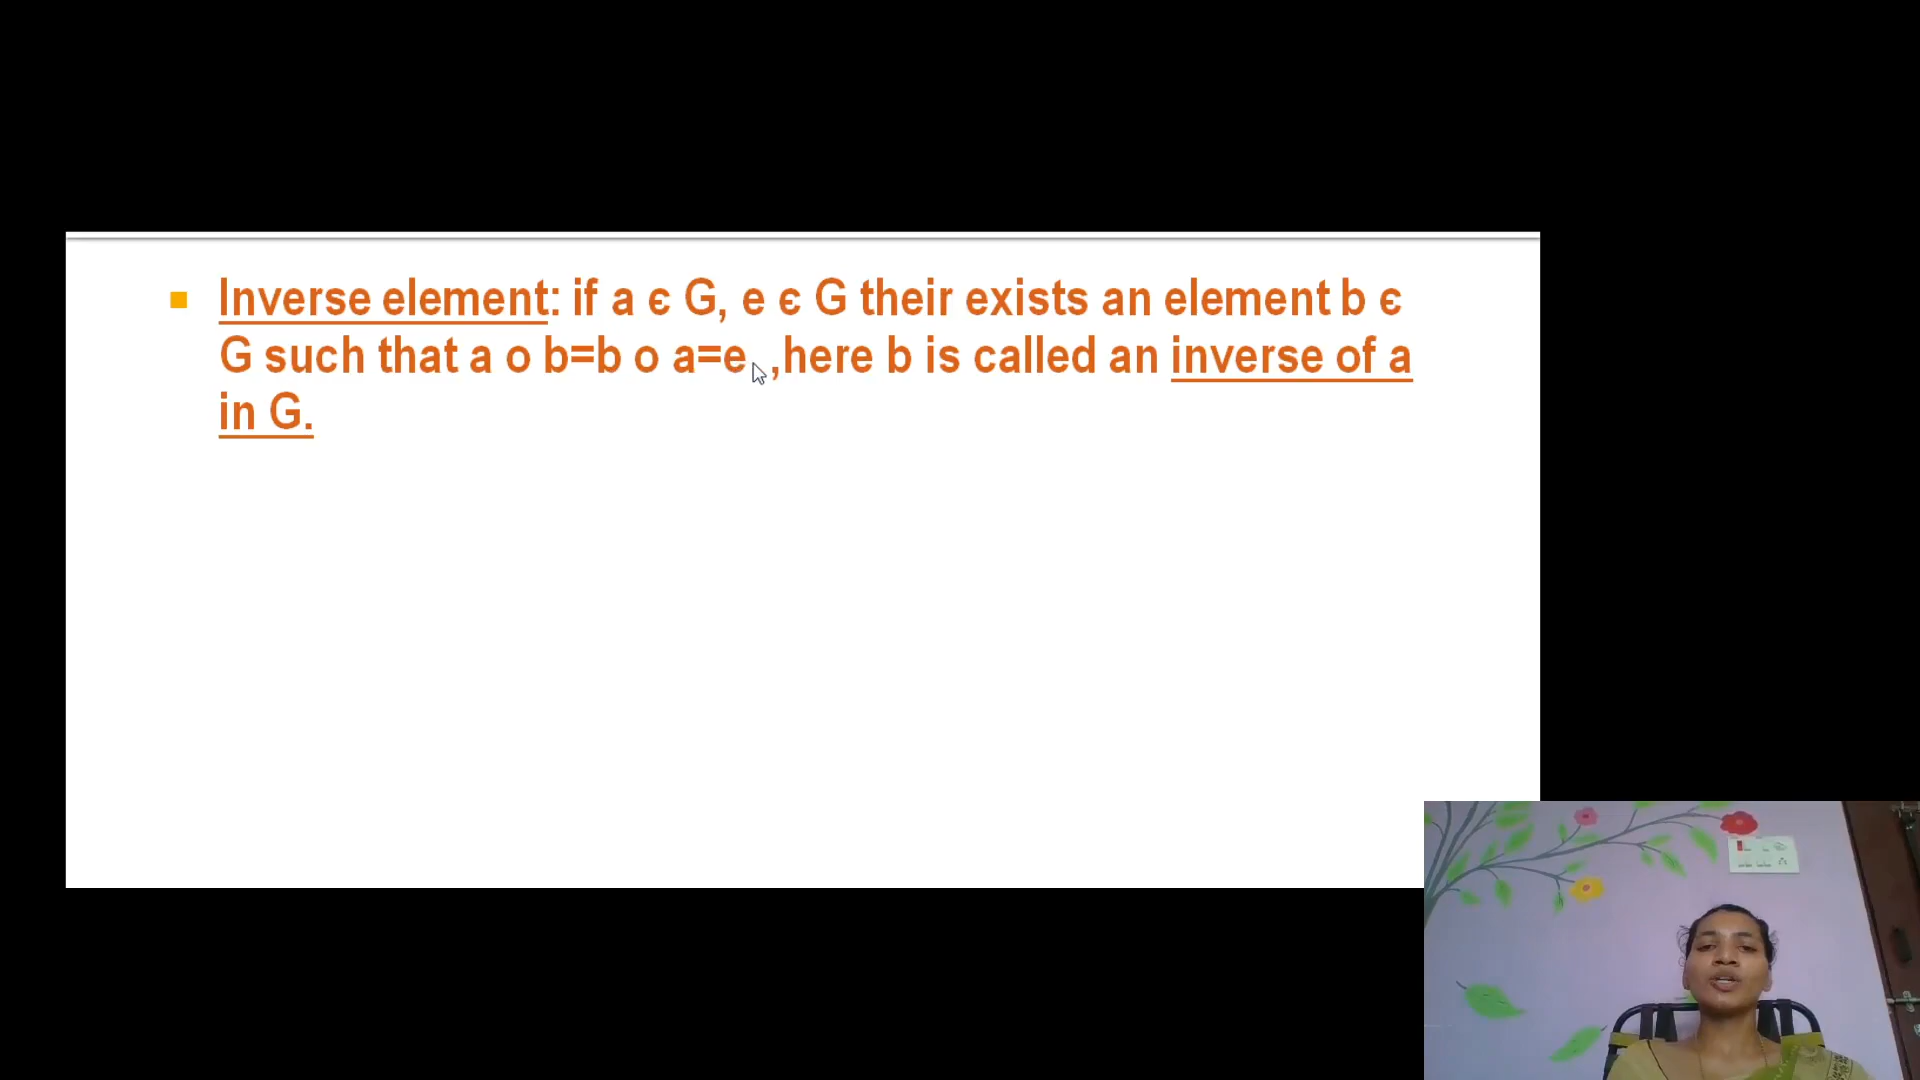 Inverse element: if a є G, e є G their exists an element b є
G such that a o b=b o a=e ,here b is called an inverse of a
in G.